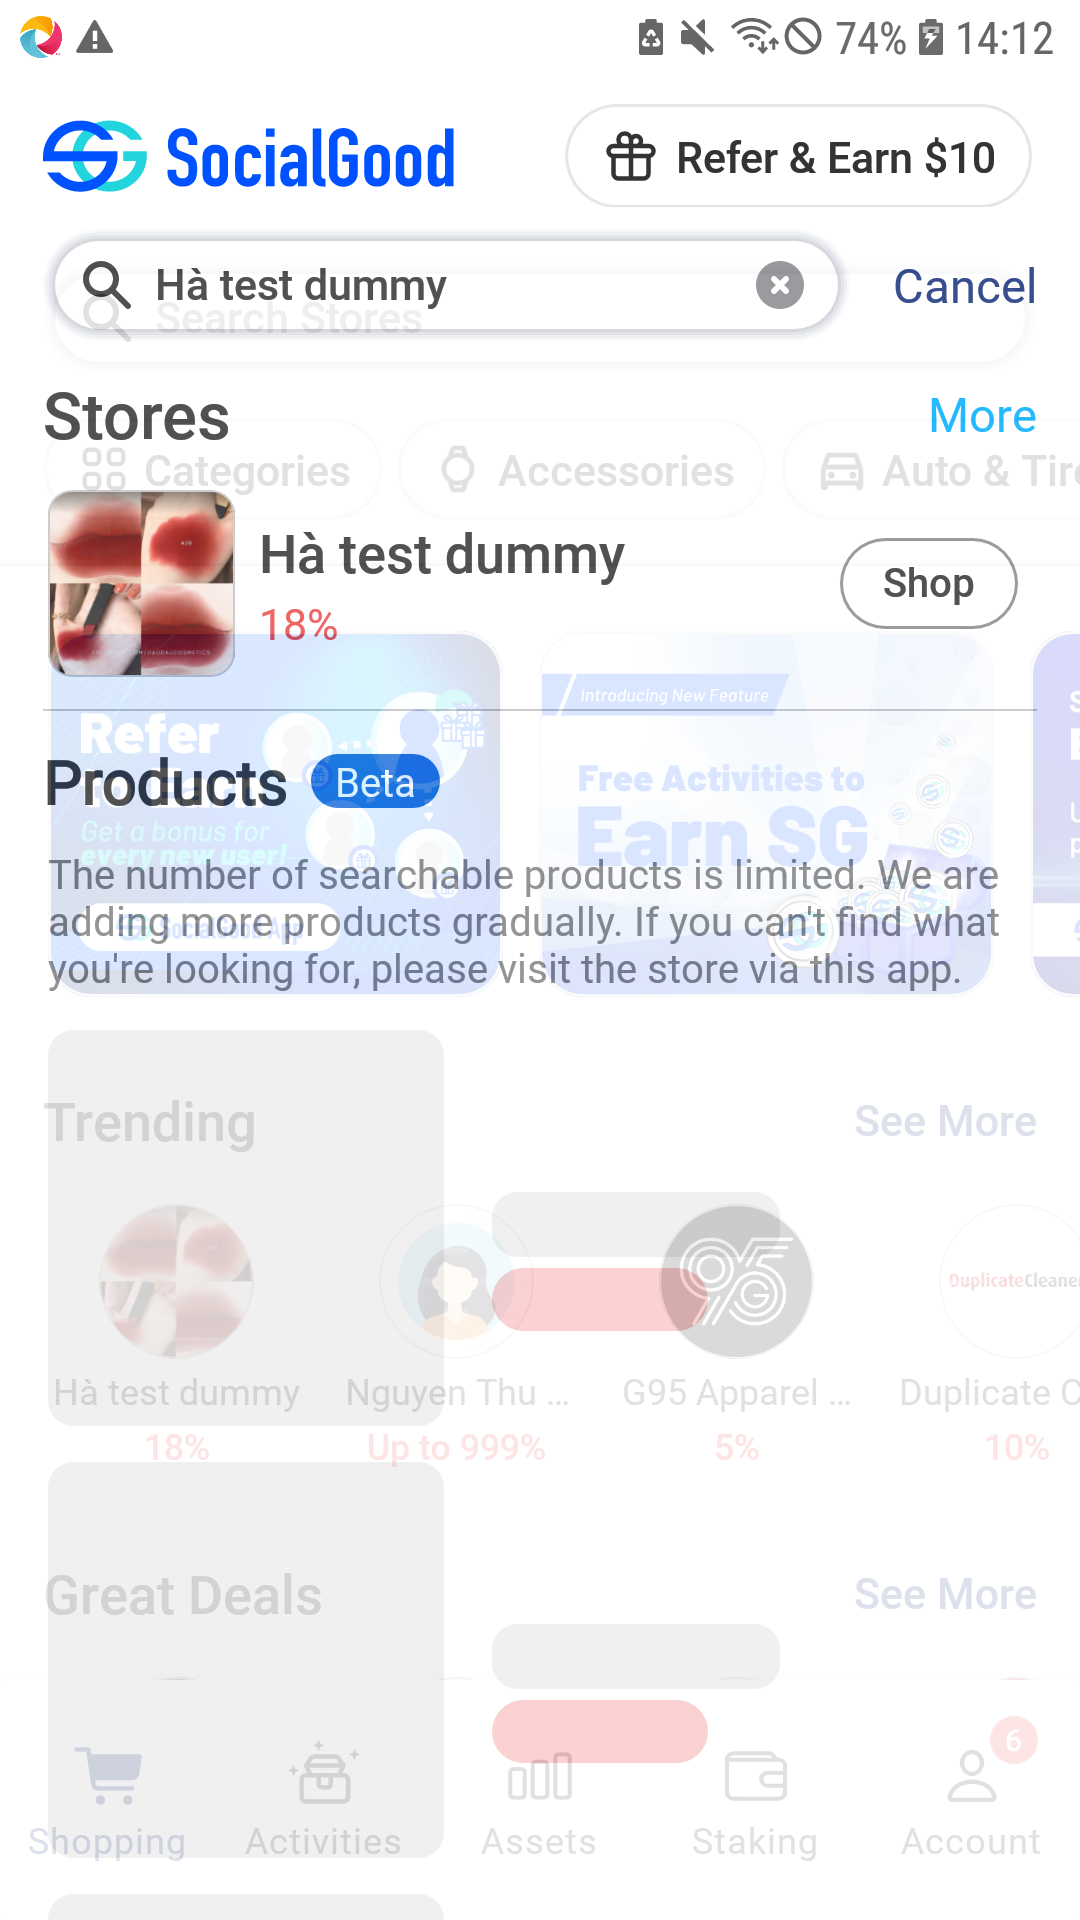 74% 14:12
SocialGood
Refer & Earn $10
Hà test dummy
Cancel
Search Stores
Stores
More
Categories
Accessories
Auto & Tire
Hà test dummy
18%
Shop
Refer
Introducing New Feature
Products
Beta
Free Activities to
Earn SG
Get a bonus for
every new user!
The number of searchable products is limited. We are
adding more products gradually. If you can't find what
you're looking for, please visit the store via this app.
SocialGood App
Trending
See More
G95
DuplicateCleaner
Hà test dummy
Nguyen Thu ...
G95 Apparel ...
Duplicate C
18%
Up to 999%
5%
10%
Great Deals
See More
6
Shopping
Activities
Assets
Staking
Account